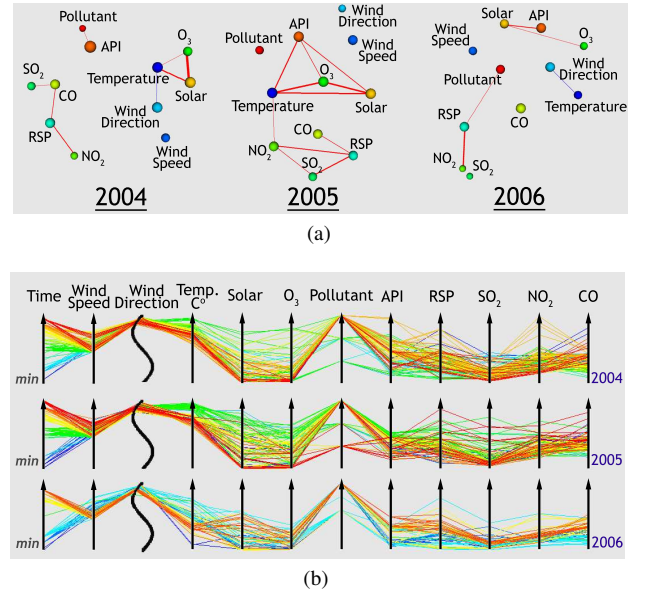 Pollutant
API
O3
Temperature
Solar
SO2
CO
Wind
Direction
RSP
Wind
Speed
NO2
2004
Wind
Direction
API
Pollutant
Wind
Speed
O3
Temperature
Solar
CO
RSP
NO2
SO2
2005
Solar
API
O3
Wind
Speed
Pollutant
Wind
Direction
Temperature
CO
RSP
NO2
SO2
2006
(a)
Time
Wind
Speed
Wind
Direction
Temp.
Cº
Solar
O3
Pollutant
API
RSP
SO2
NO2
CO
min
2004
min
2005
min
2006
(b)